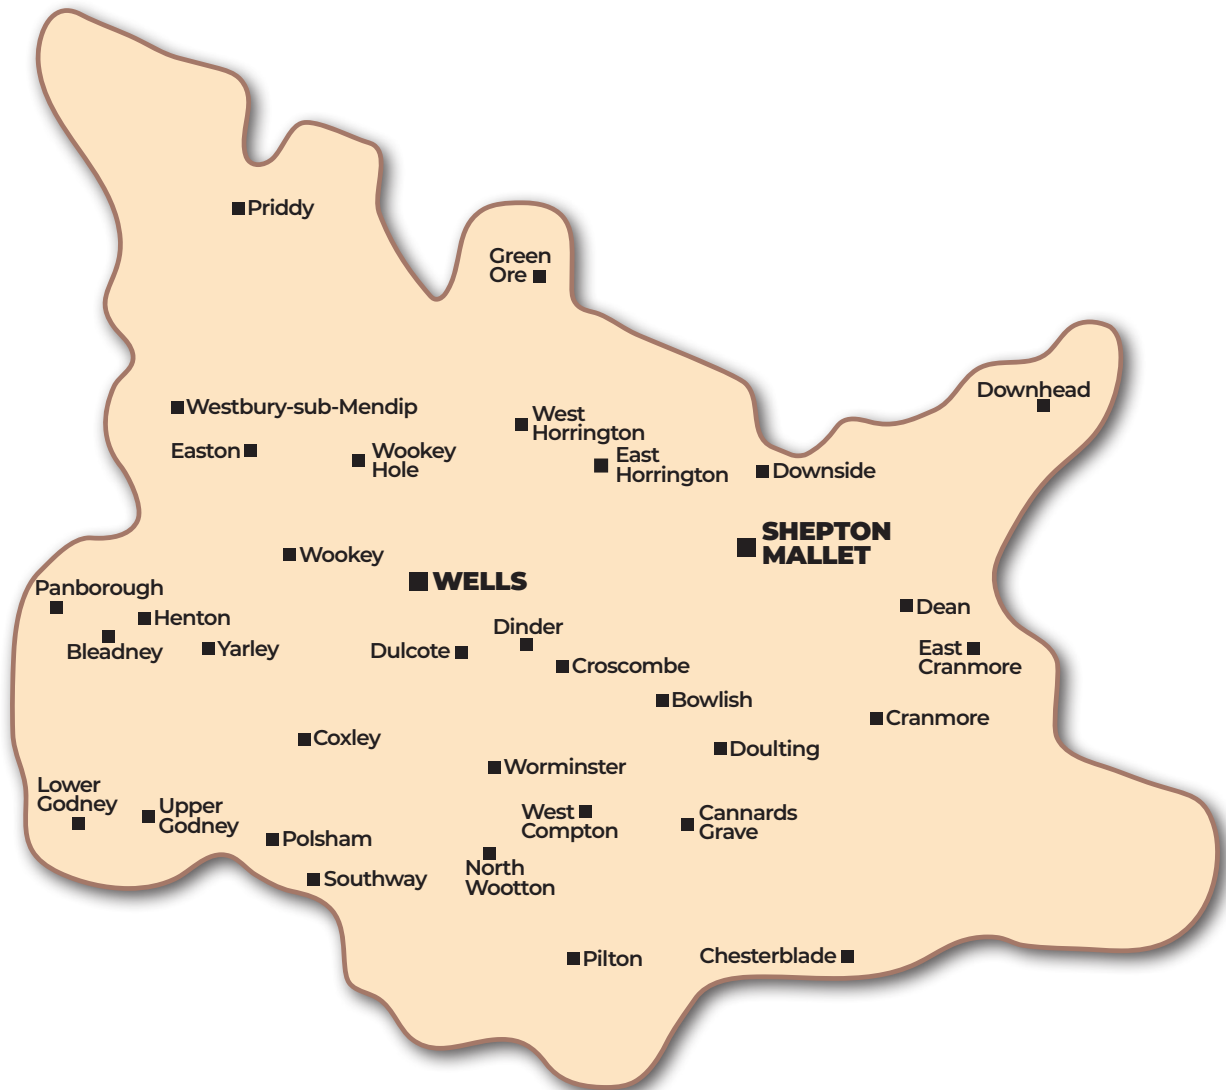 Priddy
Green
Ore
Downhead
Westbury-sub-Mendip
West
Horrington
Easton
Wookey
Hole
East
Horrington
Downside
SHEPTON
MALLET
Wookey
WELLS
Panborough
Henton
Bleadney
Yarley
Dulcote
Dinder
Croscombe
Dean
East
Cranmore
Bowlish
Cranmore
Coxley
Doulting
Worminster
Lower
Godney
Upper
Godney
West
Compton
Cannards
Grave
Polsham
North
Wootton
Southway
Pilton
Chesterblade